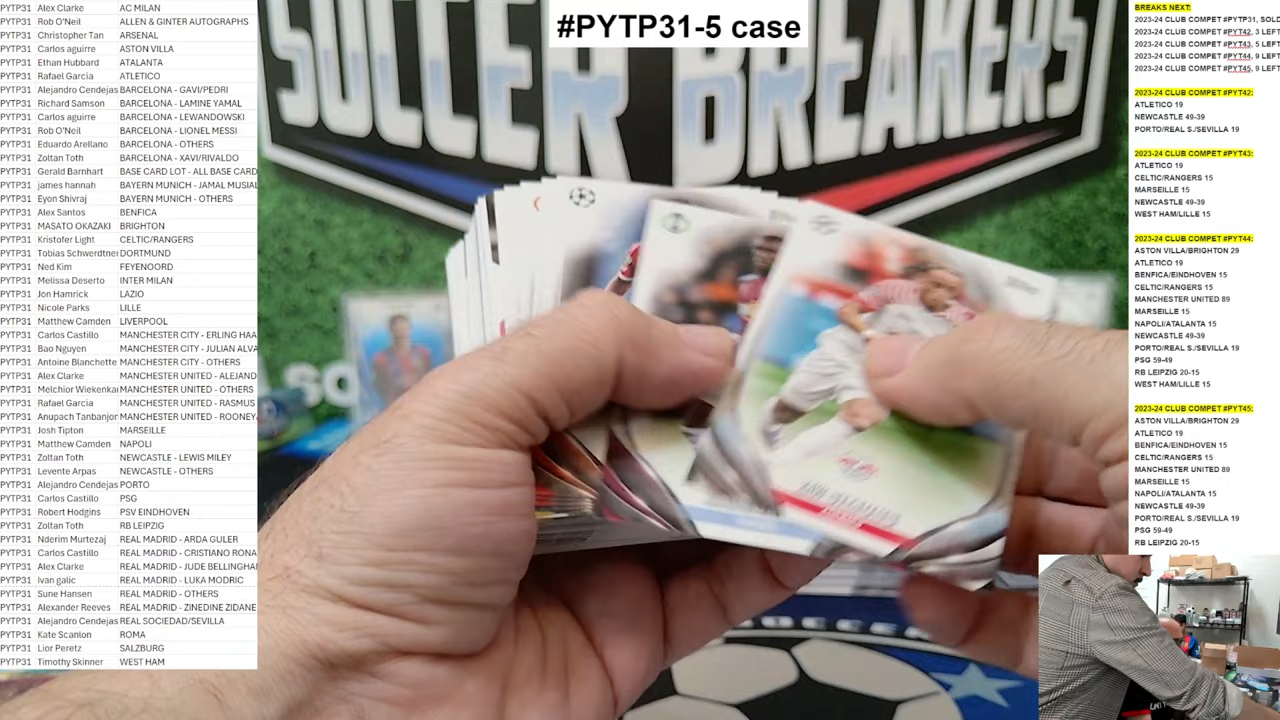 PYTP31 Alex Clarke AC MILAN
PYTP31 Rob O'Neil ALLEN & GINTER AUTOGRAPHS
PYTP31 Christopher Tan ARSENAL
PYTP31 Carlos aguirre ASTON VILLA
PYTP31 Ethan Hubbard ATALANTA
PYTP31 Rafael Garcia ATLETICO
PYTP31 Alejandro Cendejas BARCELONA - GAVI/PEDRI
PYTP31 Richard Samson BARCELONA - LAMINE YAMAL
PYTP31 Carlos aguirre BARCELONA - LEWANDOWSKI
PYTP31 Rob O'Neil BARCELONA - LIONEL MESSI
PYTP31 Eduardo Arellano BARCELONA - OTHERS
PYTP31 Zoltan Toth BARCELONA - XAVI/RIVALDO
PYTP31 Gerald Barnhart BASE CARD LOT - ALL BASE CARD
PYTP31 james hannah BAYERN MUNICH - JAMAL MUSIAL
PYTP31 Eyon Shivraj BAYERN MUNICH - OTHERS
PYTP31 Alex Santos BENFICA
PYTP31 MASATO OKAZAKI BRIGHTON
PYTP31 Kristofer Light CELTIC/RANGERS
PYTP31 Tobias Schwerdtner DORTMUND
PYTP31 Ned Kim FEYENOORD
PYTP31 Melissa Deserto INTER MILAN
PYTP31 Jon Hamrick LAZIO
PYTP31 Nicole Parks LILLE
PYTP31 Matthew Camden LIVERPOOL
PYTP31 Carlos Castillo MANCHESTER CITY - ERLING HAA
PYTP31 Bao Nguyen MANCHESTER CITY - JULIAN ALVA
PYTP31 Antoine Blanchette MANCHESTER CITY - OTHERS
PYTP31 Alex Clarke MANCHESTER UNITED - ALEJAND
PYTP31 Melchior Wiekenkar MANCHESTER UNITED - OTHERS
PYTP31 Rafael Garcia MANCHESTER UNITED - RASMUS
PYTP31 Anupach Tanbanjor MANCHESTER UNITED - ROONEY
PYTP31 Josh Tipton MARSEILLE
PYTP31 Matthew Camden NAPOLI
PYTP31 Zoltan Toth NEWCASTLE - LEWIS MILEY
PYTP31 Levente Arpas NEWCASTLE - OTHERS
PYTP31 Alejandro Cendejas PORTO
PYTP31 Carlos Castillo PSG
PYTP31 Robert Hodgins PSV EINDHOVEN
PYTP31 Zoltan Toth RB LEIPZIG
PYTP31 Nderim Murtezaj REAL MADRID - ARDA GULER
PYTP31 Carlos Castillo REAL MADRID - CRISTIANO RONA
PYTP31 Alex Clarke REAL MADRID - JUDE BELLINGHA
PYTP31 Ivan galic REAL MADRID - LUKA MODRIC
PYTP31 Sune Hansen REAL MADRID - OTHERS
PYTP31 Alexander Reeves REAL MADRID - ZINEDINE ZIDANE
PYTP31 Alejandro Cendejas REAL SOCIEDAD/SEVILLA
PYTP31 Kate Scanlon ROMA
PYTP31 Lior Peretz SALZBURG
PYTP31 Timothy Skinner WEST HAM
#PYTP31-5 case
SOCCER BREAKERS
BREAKS NEXT:
2023-24 CLUB COMPET #PYTP31, SOLD
2023-24 CLUB COMPET #PYT42, 3 LEFT
2023-24 CLUB COMPET #PYT43, 5 LEFT
2023-24 CLUB COMPET #PYT44, 9 LEFT
2023-24 CLUB COMPET #PYT45, 9 LEFT
2023-24 CLUB COMPET #PYT42:
ATLETICO 19
NEWCASTLE 49-39
PORTO/REAL S./SEVILLA 19
2023-24 CLUB COMPET #PYT43:
ATLETICO 19
CELTIC/RANGERS 15
MARSEILLE 15
NEWCASTLE 49-39
WEST HAM/LILLE 15
2023-24 CLUB COMPET #PYT44:
ASTON VILLA/BRIGHTON 29
ATLETICO 19
BENFICA/EINDHOVEN 15
CELTIC/RANGERS 15
MANCHESTER UNITED 89
MARSEILLE 15
NAPOLI/ATALANTA 15
NEWCASTLE 49-39
PORTO/REAL S./SEVILLA 19
PSG 59-49
RB LEIPZIG 20-15
WEST HAM/LILLE 15
2023-24 CLUB COMPET #PYT45:
ASTON VILLA/BRIGHTON 29
ATLETICO 19
BENFICA/EINDHOVEN 15
CELTIC/RANGERS 15
MANCHESTER UNITED 89
MARSEILLE 15
NAPOLI/ATALANTA 15
NEWCASTLE 49-39
PORTO/REAL S./SEVILLA 19
PSG 59-49
RB LEIPZIG 20-15